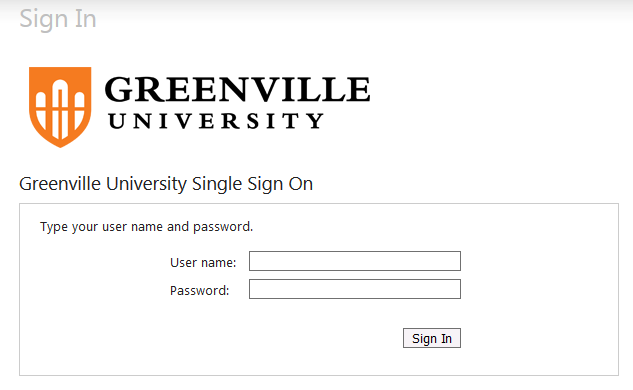 Sign In
GREENVILLE
UNIVERSITY
Greenville University Single Sign On
Type your user name and password.
User name:
Password:
Sign In